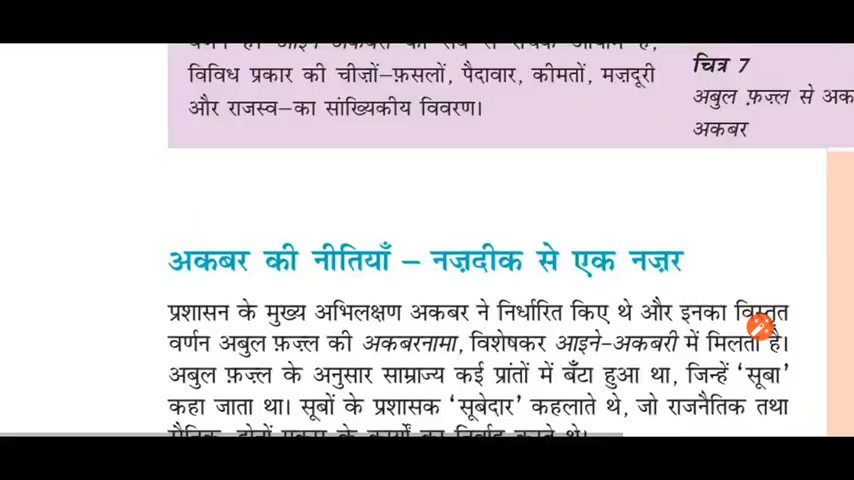 विविध प्रकार की चीज़ों–फ़सलों, पैदावार, कीमतों, मज़दूरी
और राजस्व–का सांख्यिकीय विवरण।
चित्र 7
अबुल फ़ज़्ल से अक
अकबर
अकबर की नीतियाँ – नज़दीक से एक नज़र
प्रशासन के मुख्य अभिलक्षण अकबर ने निर्धारित किए थे और इनका विस्तृत
वर्णन अबुल फ़ज़्ल की अकबरनामा, विशेषकर आइने-अकबरी में मिलता है।
अबुल फ़ज़्ल के अनुसार साम्राज्य कई प्रांतों में बँटा हुआ था, जिन्हें ‘सूबा’
कहा जाता था। सूबों के प्रशासक ‘सूबेदार’ कहलाते थे, जो राजनैतिक तथा